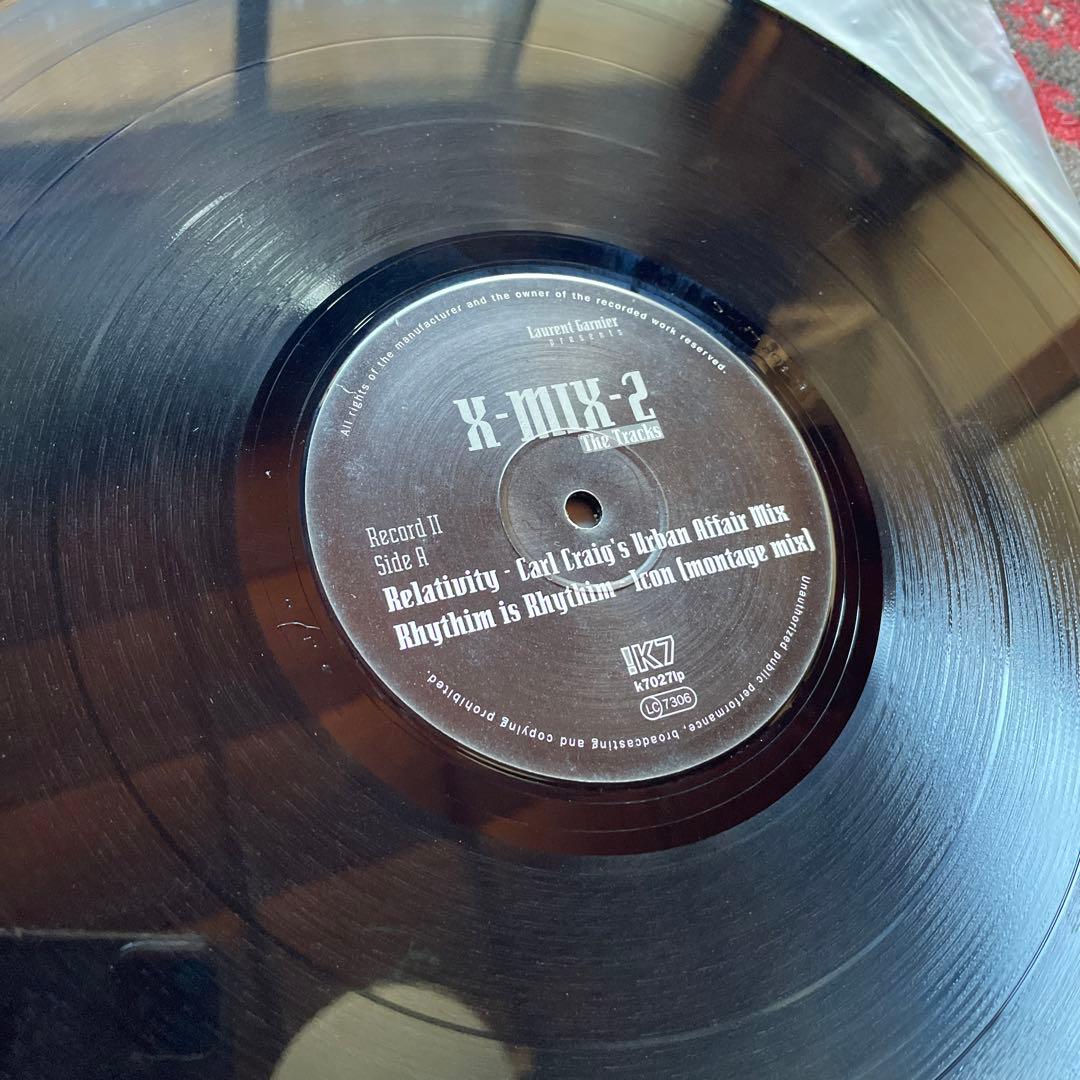 All rights of the manufacturer and the owner of the recorded work reserved.
Laurent Garnier
presents
X-MIX-2
The Tracks
Record II
Side A
Relativity - Carl Craig's Urban Affair Mix
Rhythim is Rhythim - Icon (montage mix)
!K7
k7027lp
LC 7306
Unauthorized public performance, broadcasting and copying prohibited.